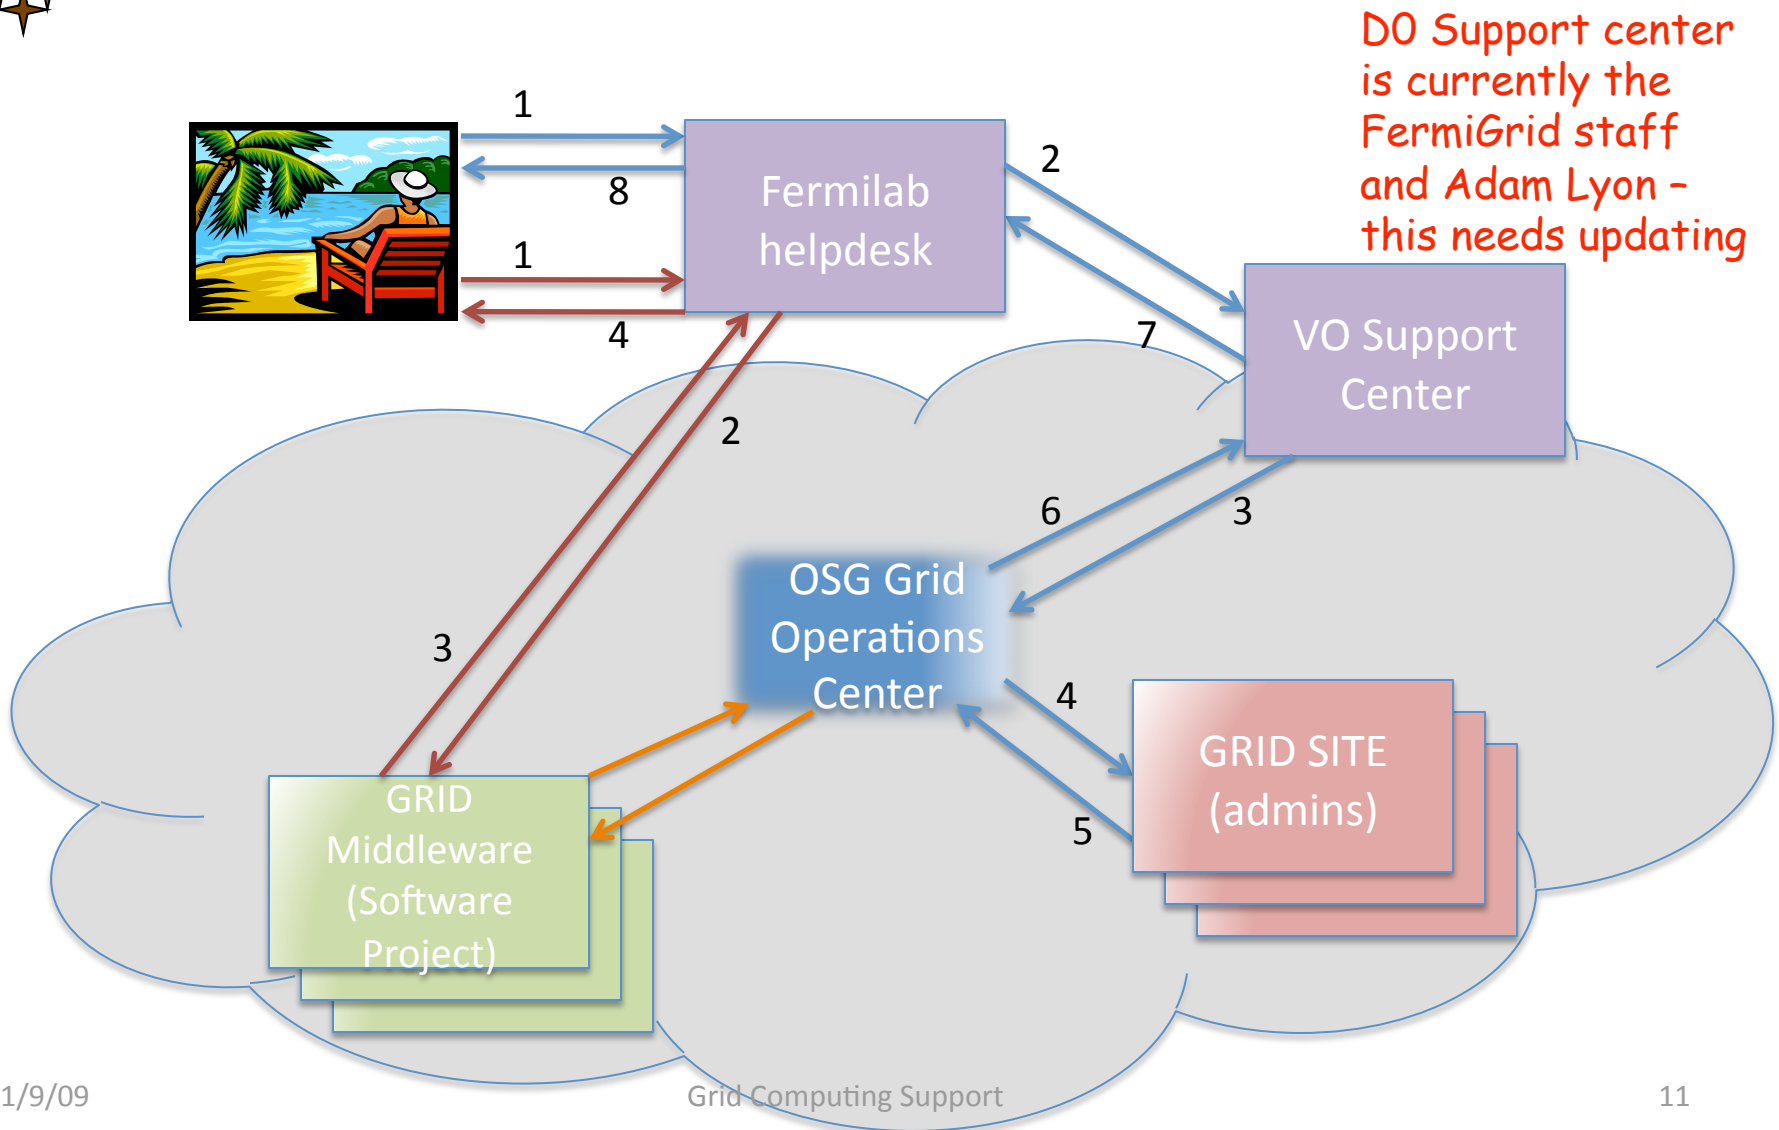 D0 Support center
is currently the
FermiGrid staff
and Adam Lyon –
this needs updating
1
8
1
4
Fermilab
helpdesk
2
7
VO Support
Center
2
3
6
3
OSG Grid
Operations
Center
4
5
GRID SITE
(admins)
GRID
Middleware
(Software
Project)
1/9/09
Grid Computing Support
11